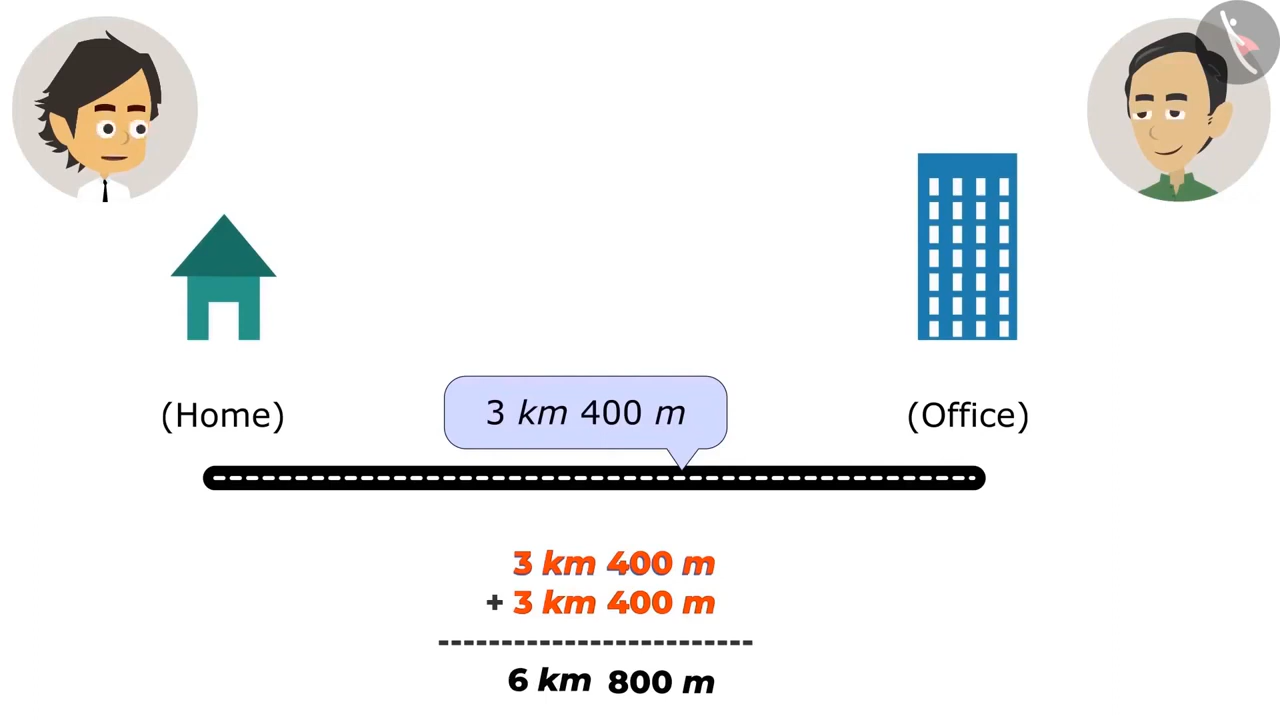 3 km 400 m
(Home)
(Office)
3 km 400 m
+ 3 km 400 m
-------------------------
6 km 800 m